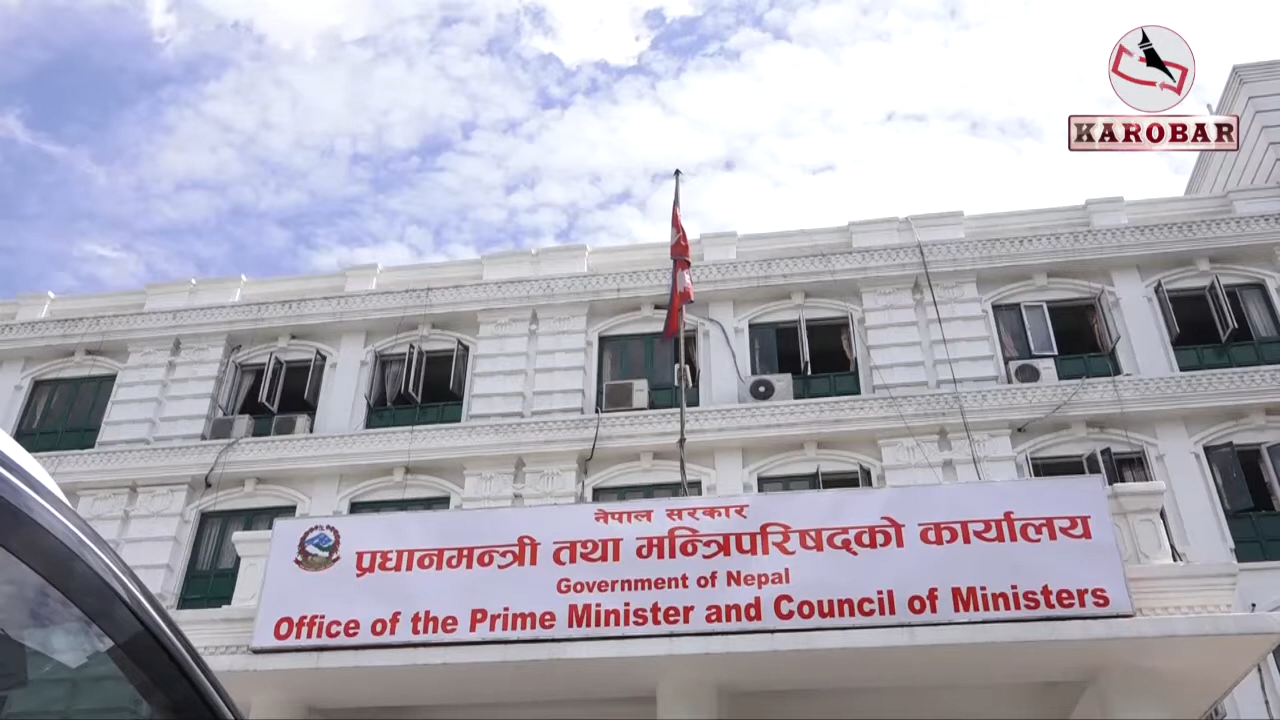 KAROBAR
नेपाल सरकार
प्रधानमन्त्री तथा मन्त्रिपरिषद्को कार्यालय
Government of Nepal
Office of the Prime Minister and Council of Ministers